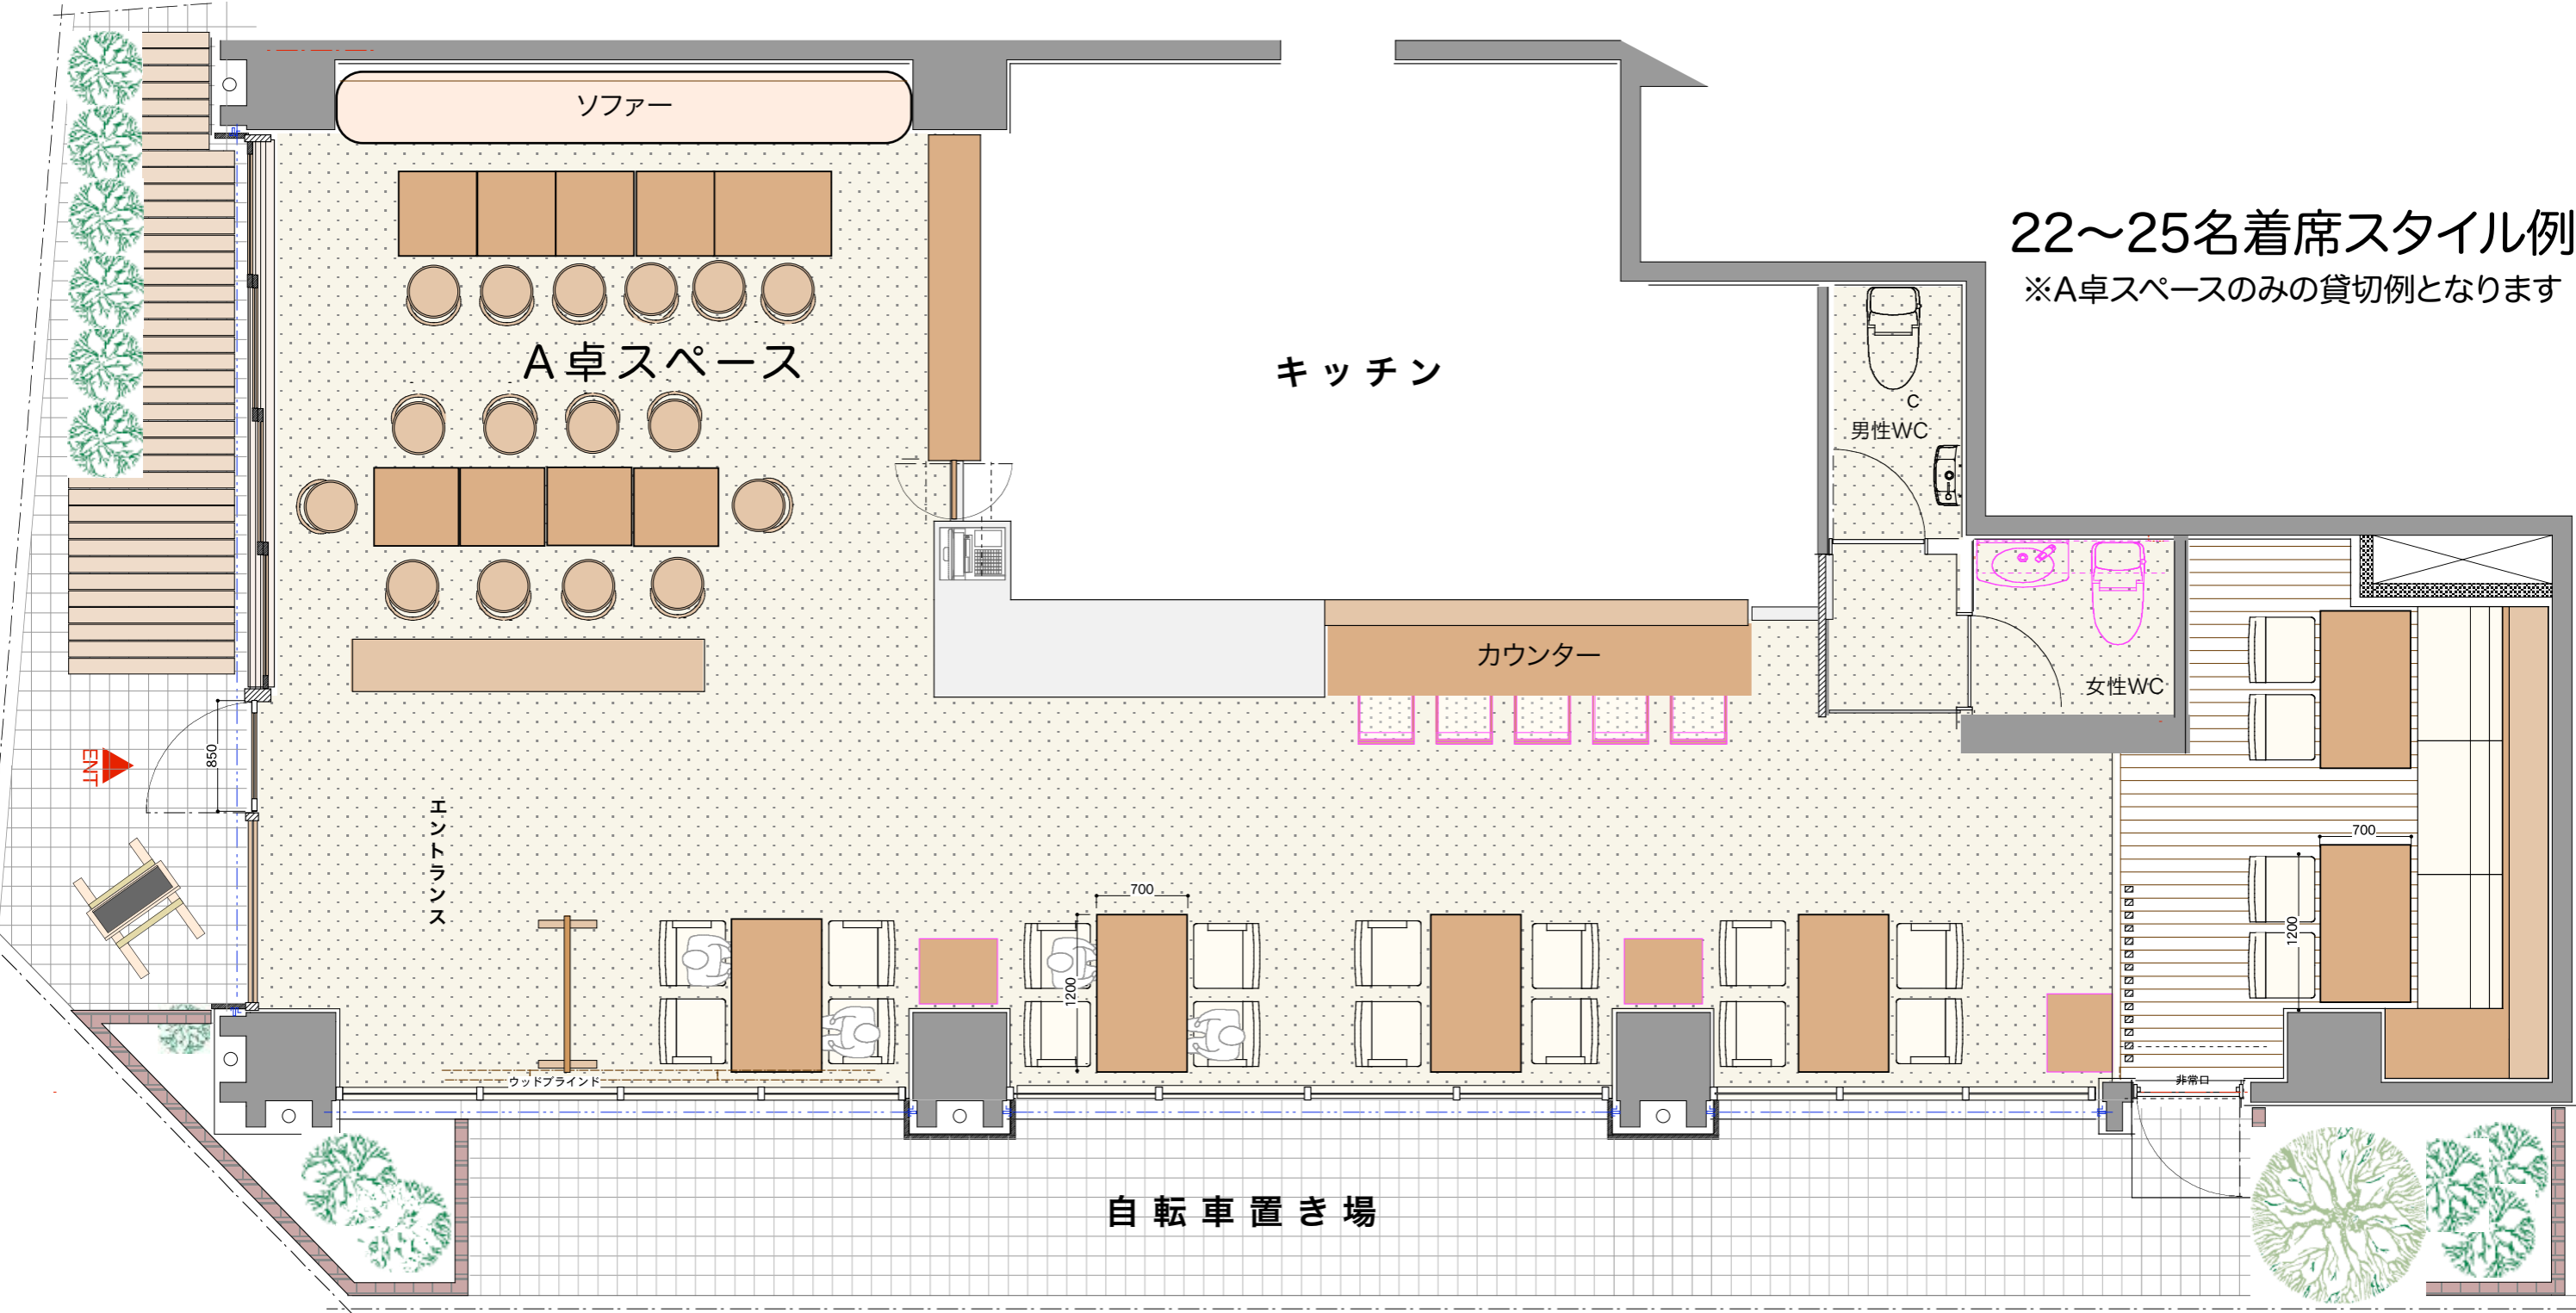 ソファー
22～25名着席スタイル例
※A卓スペースのみの貸切例となります
A卓スペース
キッチン
C
男性WC
カウンター
女性WC
850
ENT
エントランス
700
1200
700
1200
ウッドブラインド
非常口
自転車置き場